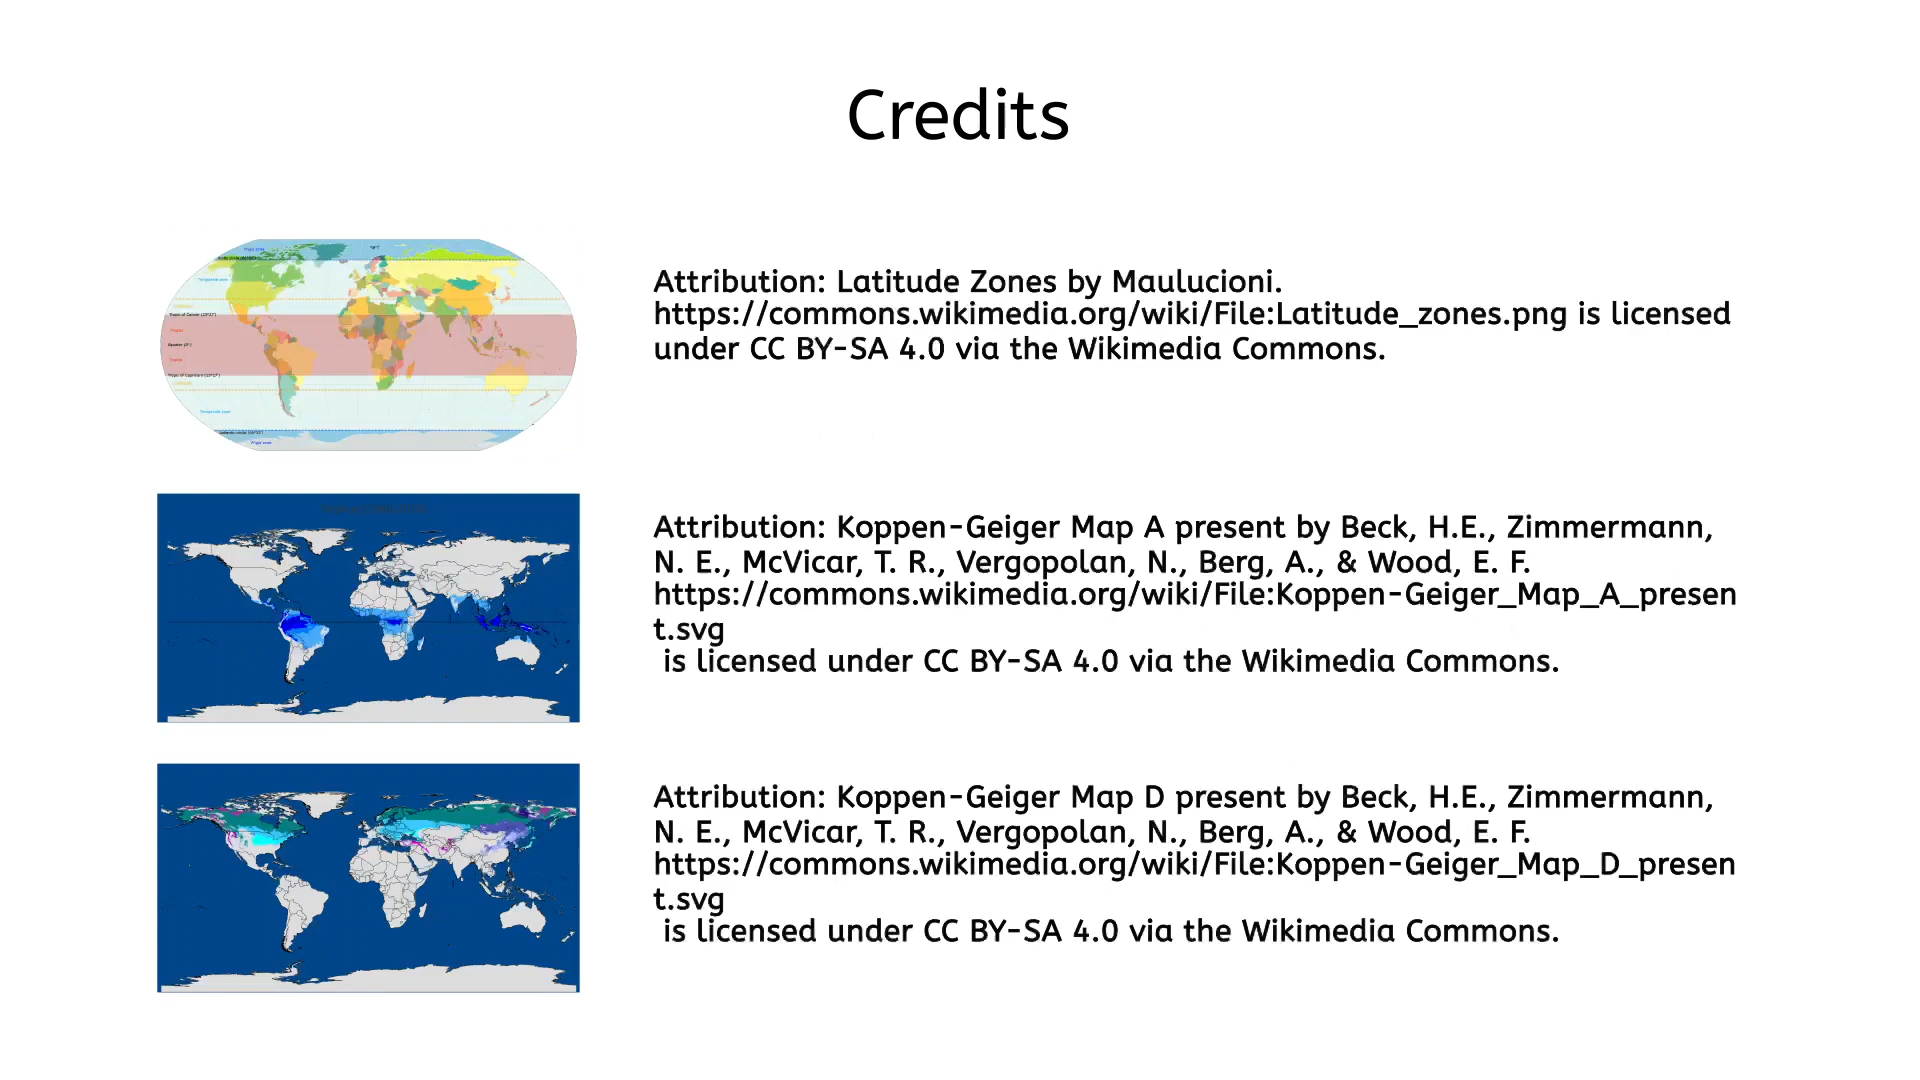 Credits
Attribution: Latitude Zones by Maulucioni.
https://commons.wikimedia.org/wiki/File:Latitude_zones.png is licensed
under CC BY-SA 4.0 via the Wikimedia Commons.
Attribution: Koppen-Geiger Map A present by Beck, H.E., Zimmermann,
N. E., McVicar, T. R., Vergopolan, N., Berg, A., & Wood, E. F.
https://commons.wikimedia.org/wiki/File:Koppen-Geiger_Map_A_presen
t.svg
is licensed under CC BY-SA 4.0 via the Wikimedia Commons.
Attribution: Koppen-Geiger Map D present by Beck, H.E., Zimmermann,
N. E., McVicar, T. R., Vergopolan, N., Berg, A., & Wood, E. F.
https://commons.wikimedia.org/wiki/File:Koppen-Geiger_Map_D_presen
t.svg
is licensed under CC BY-SA 4.0 via the Wikimedia Commons.